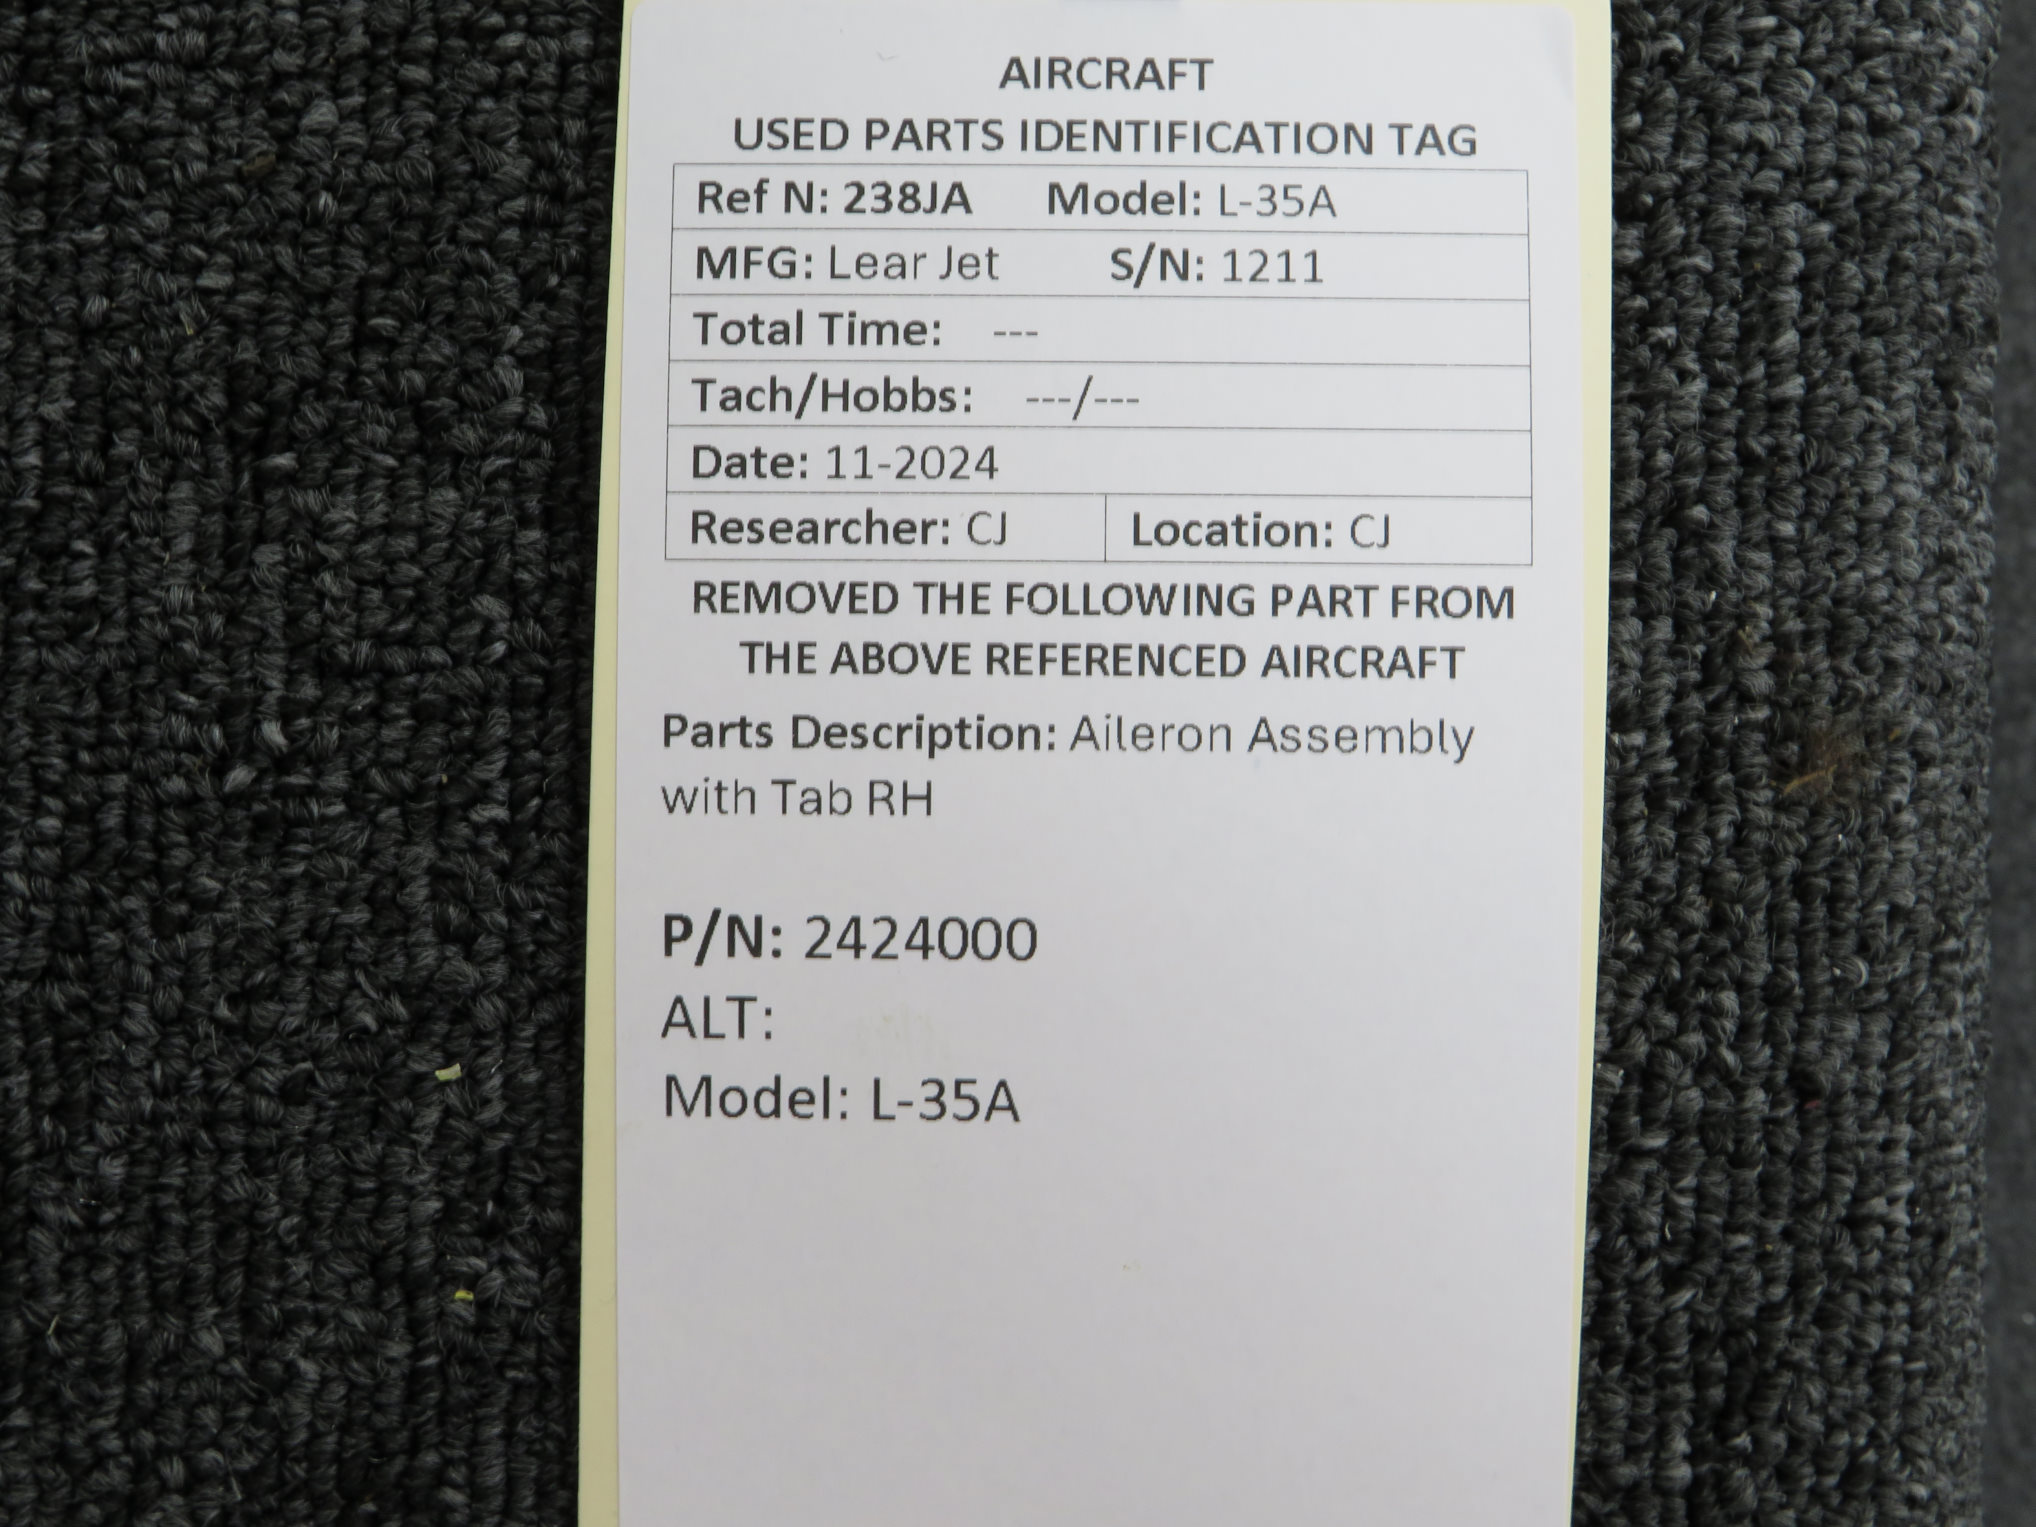 AIRCRAFT
USED PARTS IDENTIFICATION TAG
Ref N: 238JA Model: L-35A
MFG: Lear Jet S/N: 1211
Total Time: ---
Tach/Hobbs: ---/---
Date: 11-2024
Researcher: CJ Location: CJ
REMOVED THE FOLLOWING PART FROM
THE ABOVE REFERENCED AIRCRAFT
Parts Description: Aileron Assembly
with Tab RH
P/N: 2424000
ALT:
Model: L-35A